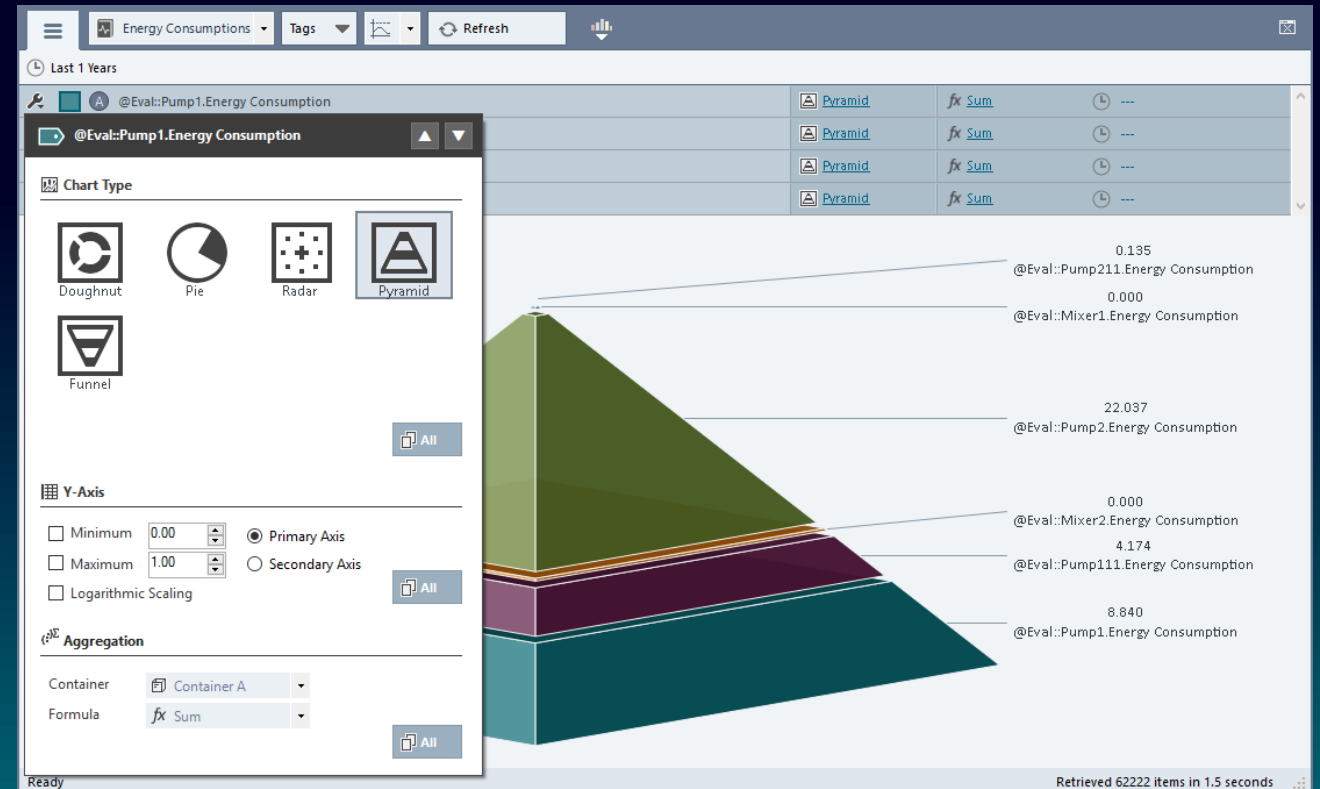 Energy Consumptions Tags Refresh
Last 1 Years
A @Eval::Pump1.Energy Consumption Pyramid fx Sum ---
Pyramid fx Sum ---
Pyramid fx Sum ---
Pyramid fx Sum ---
@Eval::Pump1.Energy Consumption
Chart Type
Doughnut Pie Radar Pyramid
Funnel
All
Y-Axis
Minimum 0.00 Primary Axis
Maximum 1.00 Secondary Axis
Logarithmic Scaling
All
Aggregation
Container Container A
Formula fx Sum
All
0.135
@Eval::Pump211.Energy Consumption
0.000
@Eval::Mixer1.Energy Consumption
22.037
@Eval::Pump2.Energy Consumption
0.000
@Eval::Mixer2.Energy Consumption
4.174
@Eval::Pump111.Energy Consumption
8.840
@Eval::Pump1.Energy Consumption
Ready Retrieved 62222 items in 1.5 seconds